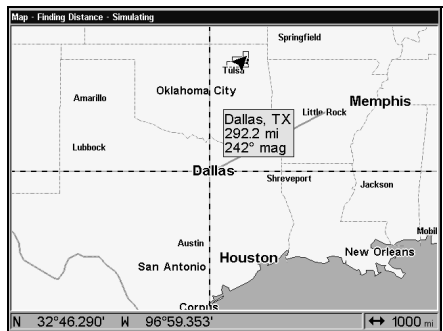 Map - Finding Distance - Simulating
Springfield
Tulsa
Oklahoma City
Amarillo
Memphis
Little Rock
Dallas, TX
292.2 mi
242° mag
Lubbock
Dallas
Shreveport
Jackson
Mobil
Austin
New Orleans
Houston
San Antonio
Corpus
N 32°46.290' W 96°59.353' ↔ 1000 mi